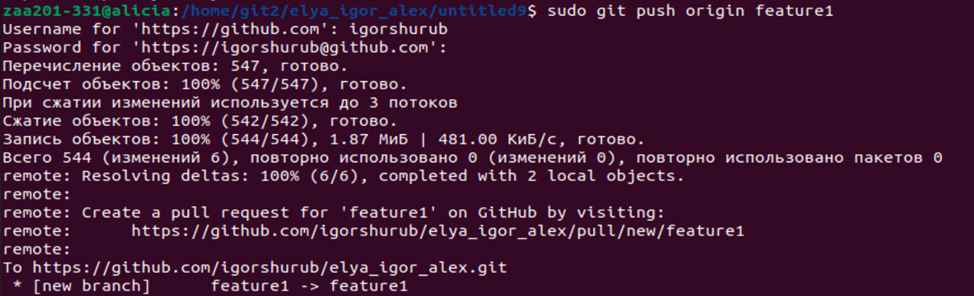 zaa201-331@alicia:/home/git2/elya_igor_alex/untitled9$ sudo git push origin feature1
Username for 'https://github.com': igorshurub
Password for 'https://igorshurub@github.com':
Перечисление объектов: 547, готово.
Подсчет объектов: 100% (547/547), готово.
При сжатии изменений используется до 3 потоков
Сжатие объектов: 100% (542/542), готово.
Запись объектов: 100% (544/544), 1.87 МиБ | 481.00 КиБ/с, готово.
Всего 544 (изменений 6), повторно использовано 0 (изменений 0), повторно использовано пакетов 0
remote: Resolving deltas: 100% (6/6), completed with 2 local objects.
remote:
remote: Create a pull request for 'feature1' on GitHub by visiting:
remote:      https://github.com/igorshurub/elya_igor_alex/pull/new/feature1
remote:
To https://github.com/igorshurub/elya_igor_alex.git
 * [new branch]      feature1 -> feature1